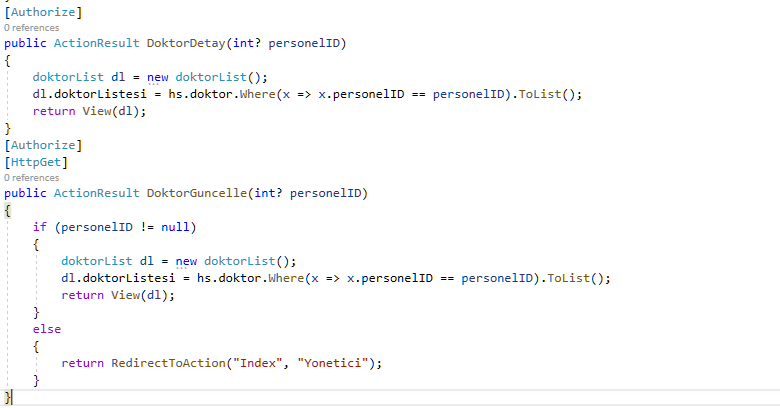 [Authorize]
0 references
public ActionResult DoktorDetay(int? personelID)
{
    doktorList dl = new doktorList();
    dl.doktorListesi = hs.doktor.Where(x => x.personelID == personelID).ToList();
    return View(dl);
}
[Authorize]
[HttpGet]
0 references
public ActionResult DoktorGuncelle(int? personelID)
{
    if (personelID != null)
    {
        doktorList dl = new doktorList();
        dl.doktorListesi = hs.doktor.Where(x => x.personelID == personelID).ToList();
        return View(dl);
    }
    else
    {
        return RedirectToAction("Index", "Yonetici");
    }
}